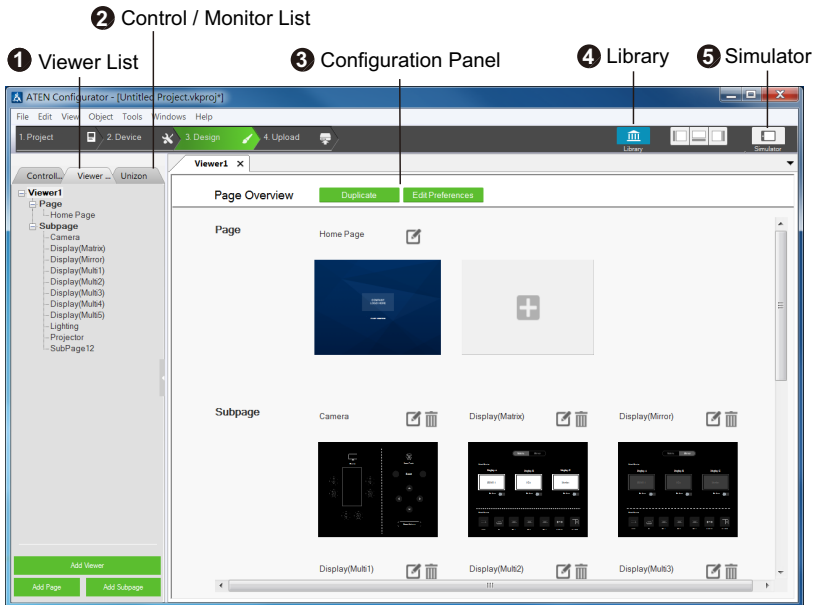 2 Control / Monitor List
1 Viewer List
3 Configuration Panel
4 Library
5 Simulator
ATEN Configurator - [Untitled Project.vkproj*]
File Edit View Object Tools Windows Help
1. Project 2. Device 3. Design 4. Upload
Library
Simulator
Controll.. Viewer ... Unizon
Viewer1 X
Viewer1
Page
Home Page
Subpage
Camera
Display(Matrix)
Display(Mirror)
Display(Multi1)
Display(Multi2)
Display(Multi3)
Display(Multi4)
Display(Multi5)
Lighting
Projector
SubPage12
Add Viewer
Add Page Add Subpage
Page Overview Duplicate Edit Preferences
Page Home Page
Subpage Camera Display(Matrix) Display(Mirror)
Display(Multi1) Display(Multi2) Display(Multi3)